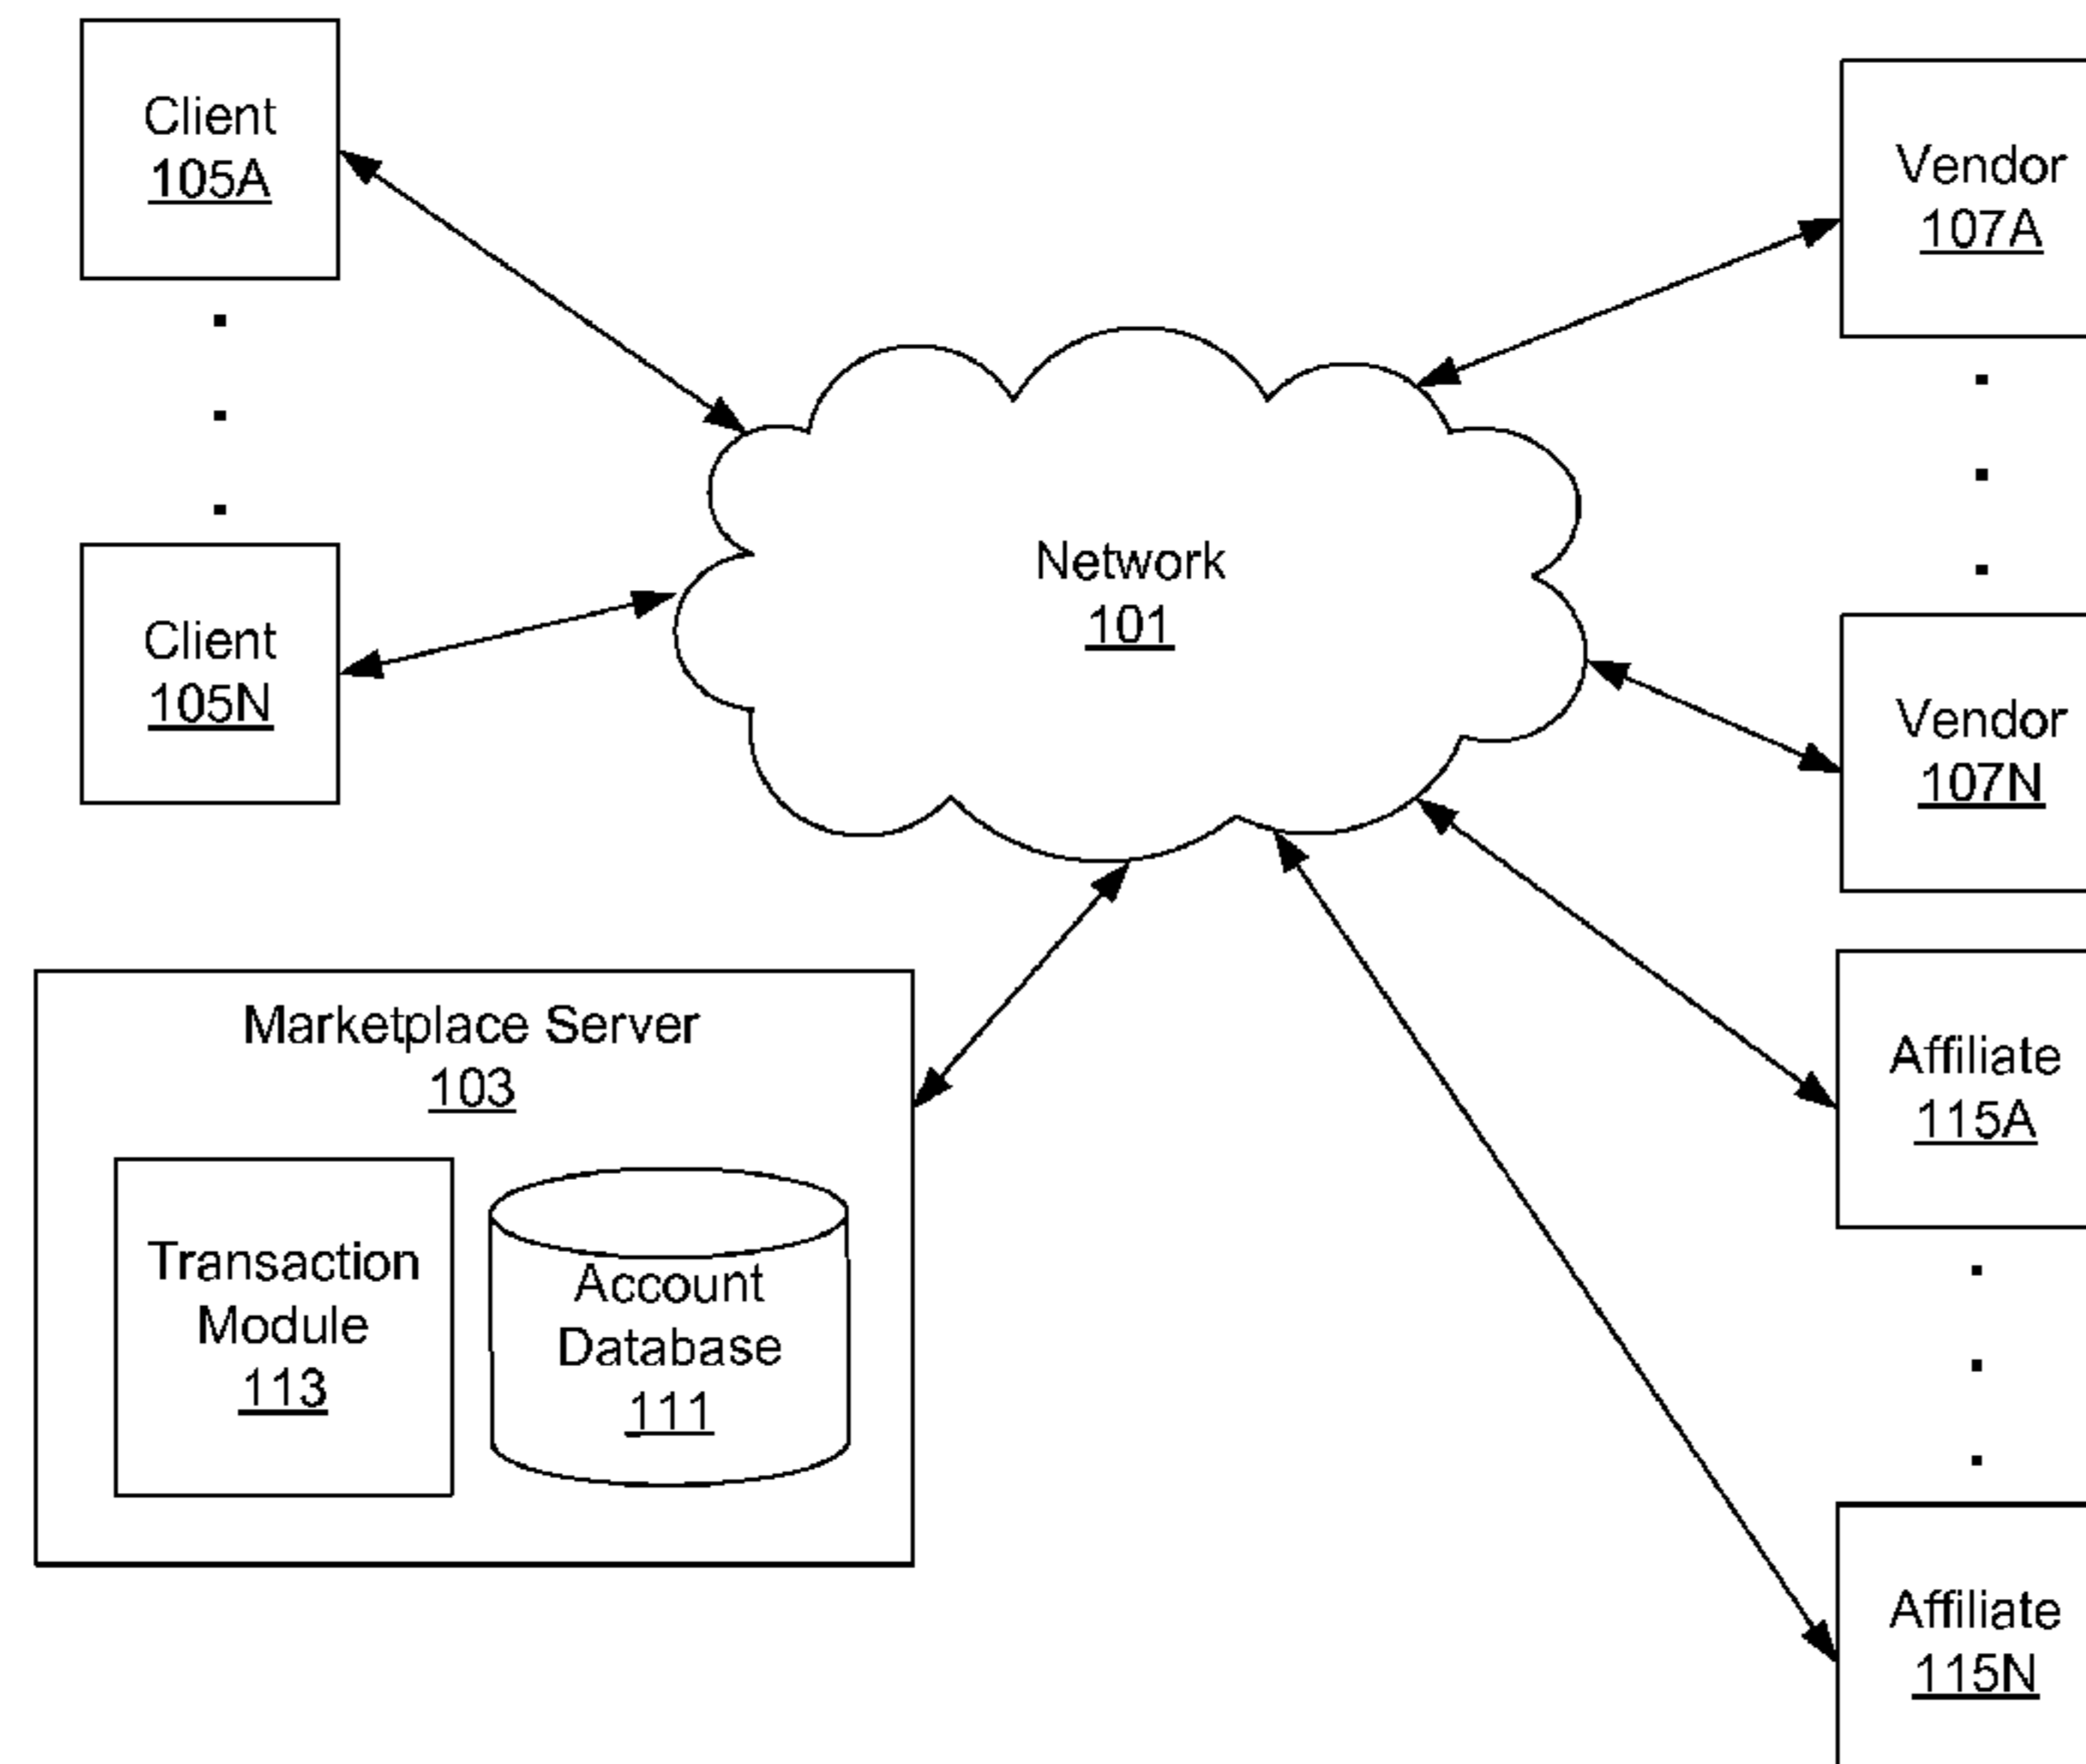 Client
105A
Vendor
107A
Network
101
Client
105N
Vendor
107N
Marketplace Server
103
Transaction
Module
113
Account
Database
111
Affiliate
115A
Affiliate
115N